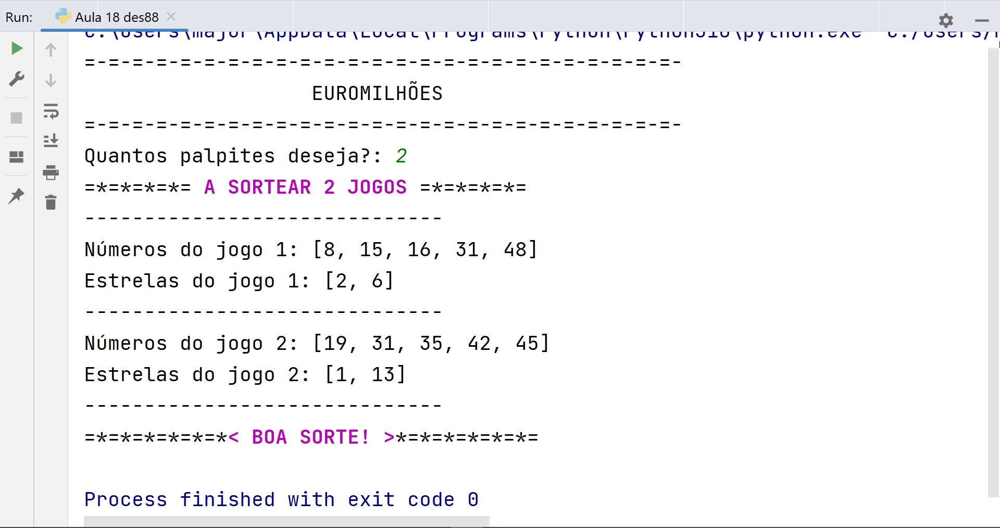 Run: Aula 18 des88
C:\Users\major\AppData\Local\Programs\Python\Python310\python.exe "C:/Users/
=-=-=-=-=-=-=-=-=-=-=-=-=-=-=-=-=-=-=-=-=-=-=-=-=-
EUROMILHÕES
=-=-=-=-=-=-=-=-=-=-=-=-=-=-=-=-=-=-=-=-=-=-=-=-=-
Quantos palpites deseja?: 2
=*=*=*=*= A SORTEAR 2 JOGOS =*=*=*=*=
------------------------------
Números do jogo 1: [8, 15, 16, 31, 48]
Estrelas do jogo 1: [2, 6]
------------------------------
Números do jogo 2: [19, 31, 35, 42, 45]
Estrelas do jogo 2: [1, 13]
------------------------------
=*=*=*=*=*=*< BOA SORTE! >*=*=*=*=*=*=
Process finished with exit code 0